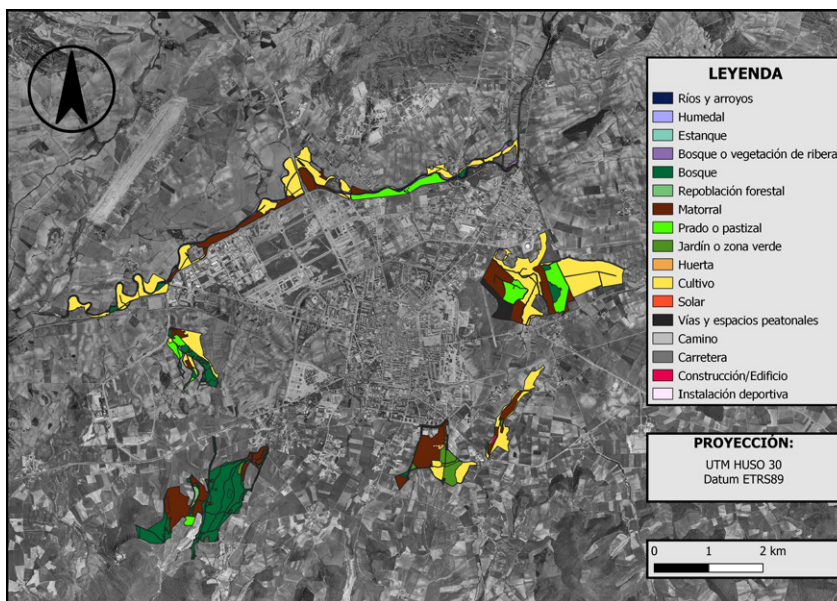 LEYENDA
Ríos y arroyos
Humedal
Estanque
Bosque o vegetación de ribera
Bosque
Repoblación forestal
Matorral
Prado o pastizal
Jardín o zona verde
Huerta
Cultivo
Solar
Vías y espacios peatonales
Camino
Carretera
Construcción/Edificio
Instalación deportiva
PROYECCIÓN:
UTM HUSO 30
Datum ETRS89
0 1 2 km